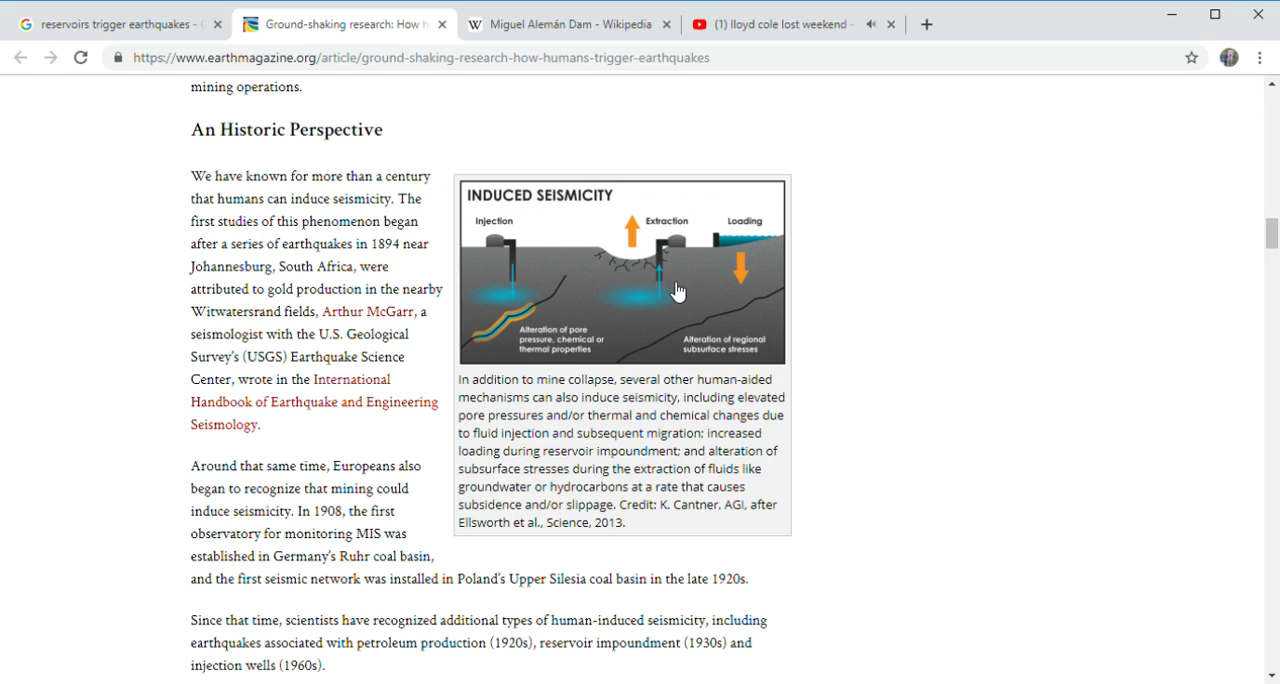 reservoirs trigger earthquakes -
Ground-shaking research: How h
Miguel Alemán Dam - Wikipedia
(1) lloyd cole lost weekend -
https://www.earthmagazine.org/article/ground-shaking-research-how-humans-trigger-earthquakes
mining operations.
An Historic Perspective
We have known for more than a century
that humans can induce seismicity. The
first studies of this phenomenon began
after a series of earthquakes in 1894 near
Johannesburg, South Africa, were
attributed to gold production in the nearby
Witwatersrand fields, Arthur McGarr, a
seismologist with the U.S. Geological
Survey's (USGS) Earthquake Science
Center, wrote in the International
Handbook of Earthquake and Engineering
Seismology.
INDUCED SEISMICITY
Injection
Extraction
Loading
Alteration of pore
pressure, chemical or
thermal properties
Alteration of regional
subsurface stresses
In addition to mine collapse, several other human-aided
mechanisms can also induce seismicity, including elevated
pore pressures and/or thermal and chemical changes due
to fluid injection and subsequent migration; increased
loading during reservoir impoundment; and alteration of
subsurface stresses during the extraction of fluids like
groundwater or hydrocarbons at a rate that causes
subsidence and/or slippage. Credit: K. Cantner, AGI, after
Ellsworth et al., Science, 2013.
Around that same time, Europeans also
began to recognize that mining could
induce seismicity. In 1908, the first
observatory for monitoring MIS was
established in Germany's Ruhr coal basin,
and the first seismic network was installed in Poland's Upper Silesia coal basin in the late 1920s.
Since that time, scientists have recognized additional types of human-induced seismicity, including
earthquakes associated with petroleum production (1920s), reservoir impoundment (1930s) and
injection wells (1960s).